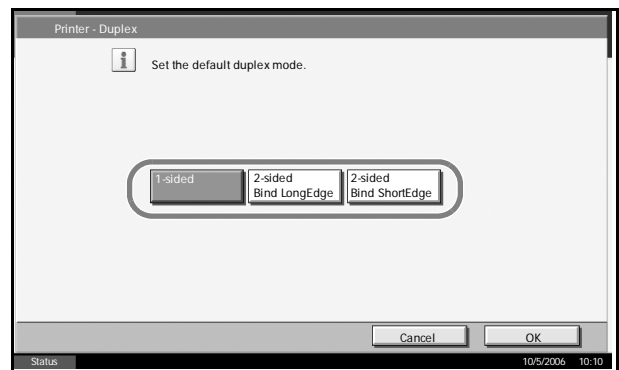 Printer - Duplex
Set the default duplex mode.
1-sided
2-sided
Bind LongEdge
2-sided
Bind ShortEdge
Cancel
OK
Status
10/5/2006 10:10